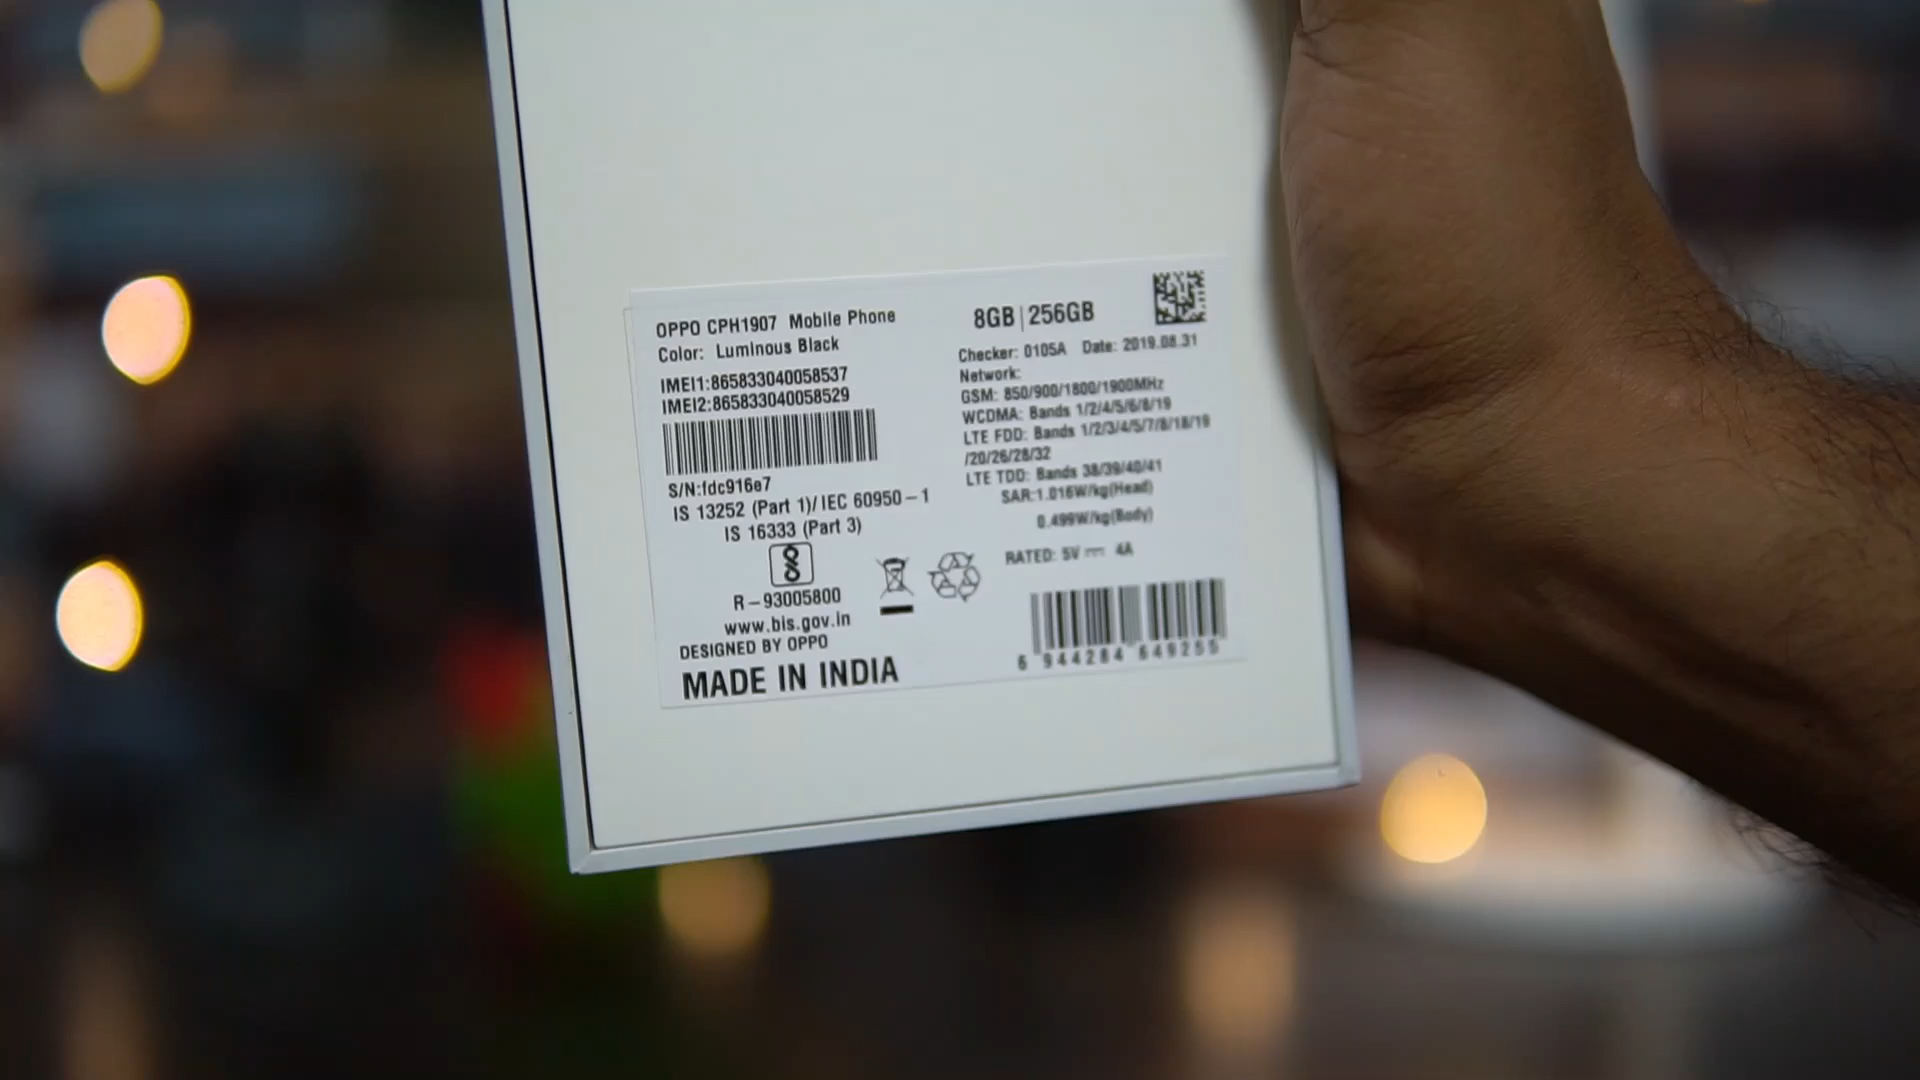 OPPO CPH1907 Mobile Phone
Color: Luminous Black
IMEI1:865833040058537
IMEI2:865833040058529
S/N:fdc916e7
IS 13252 (Part 1)/ IEC 60950-1
IS 16333 (Part 3)
R-93005800
www.bis.gov.in
DESIGNED BY OPPO
MADE IN INDIA
8GB|256GB
Checker: 0105A Date: 2019.08.31
Network:
GSM: 850/900/1800/1900MHz
WCDMA: Bands 1/2/4/5/6/8/19
LTE FDD: Bands 1/2/3/4/5/7/8/18/19
/20/26/28/32
LTE TDD: Bands 38/39/40/41
SAR:1.016W/kg(Head)
0.499W/kg(Body)
RATED: 5V⎓ 4A
6 944284 649255